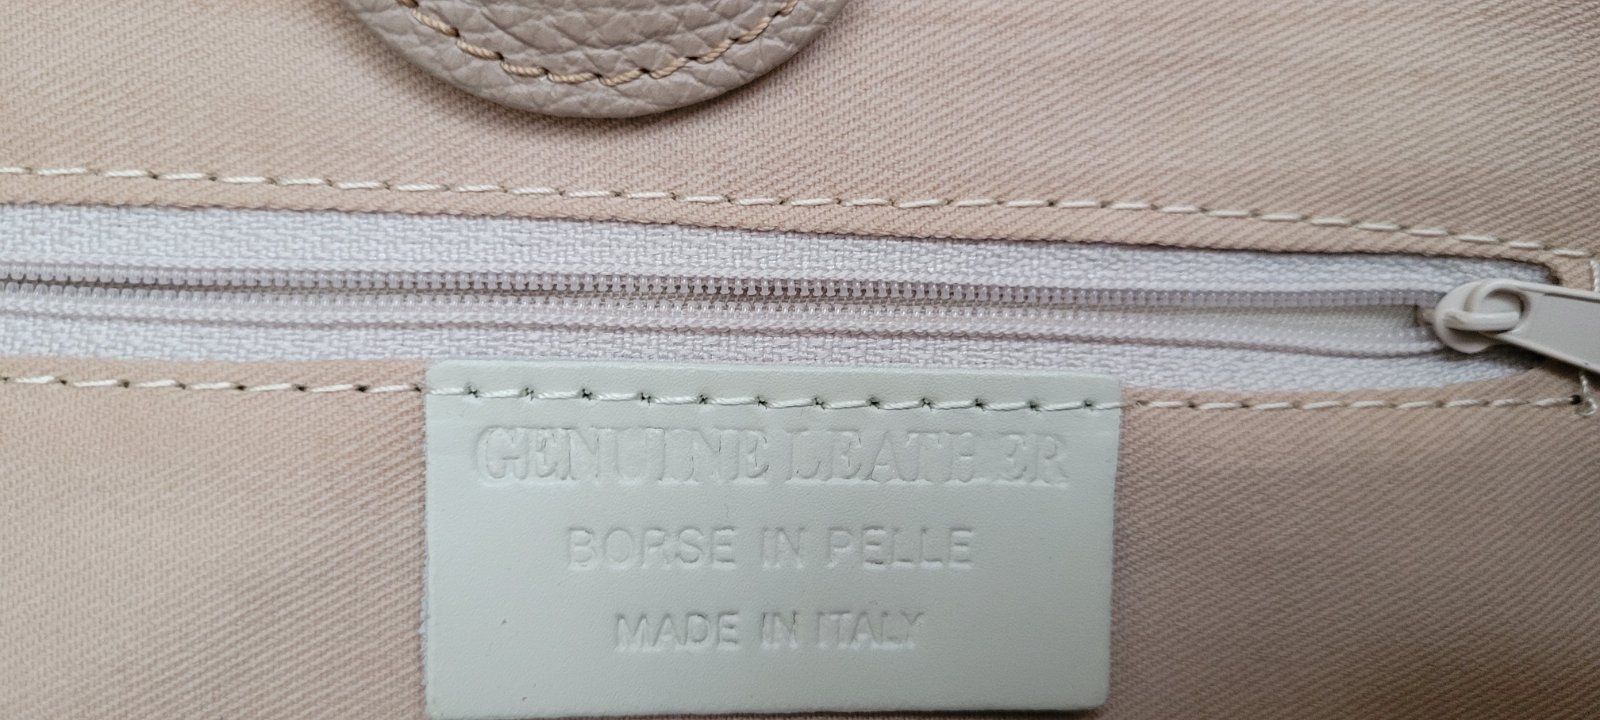 GENUINE LEATHER
BORSE IN PELLE
MADE IN ITALY